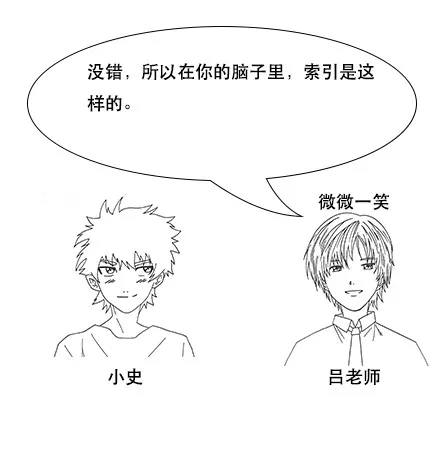 没错，所以在你的脑子里，索引是这
样的。
微微一笑
小史
吕老师